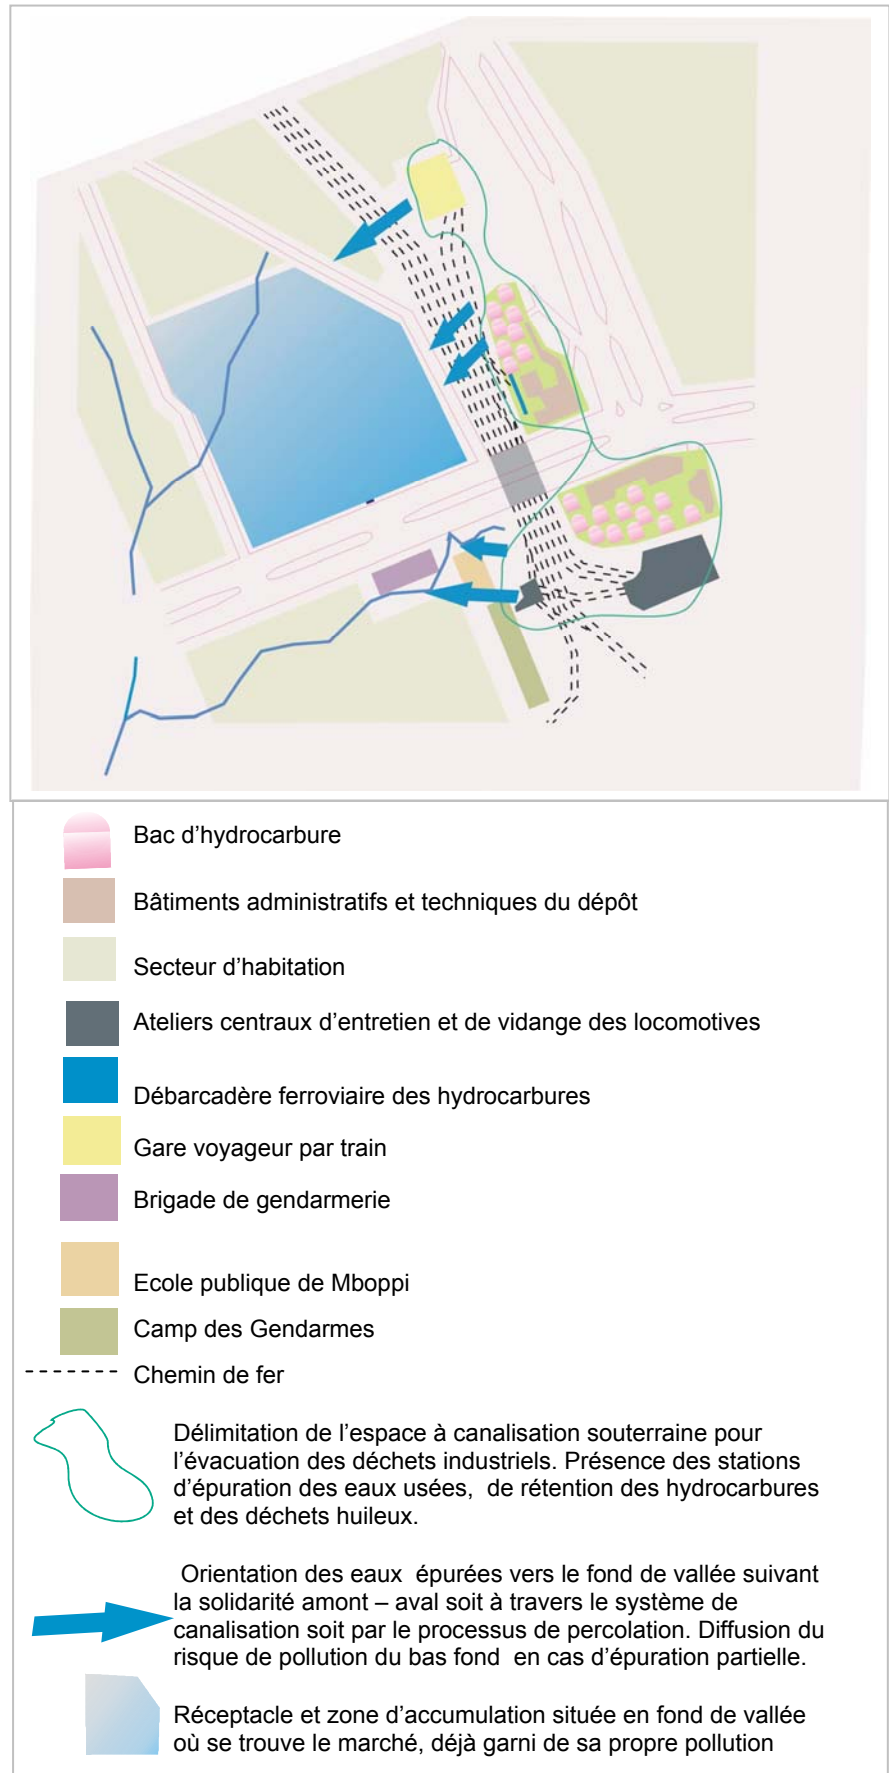 Bac d’hydrocarbure
Bâtiments administratifs et techniques du dépôt
Secteur d’habitation
Ateliers centraux d’entretien et de vidange des locomotives
Débarcadère ferroviaire des hydrocarbures
Gare voyageur par train
Brigade de gendarmerie
Ecole publique de Mboppi
Camp des Gendarmes
Chemin de fer
Délimitation de l’espace à canalisation souterraine pour
l’évacuation des déchets industriels. Présence des stations
d’épuration des eaux usées, de rétention des hydrocarbures
et des déchets huileux.
Orientation des eaux épurées vers le fond de vallée suivant
la solidarité amont – aval soit à travers le système de
canalisation soit par le processus de percolation. Diffusion du
risque de pollution du bas fond en cas d’épuration partielle.
Réceptacle et zone d’accumulation située en fond de vallée
où se trouve le marché, déjà garni de sa propre pollution